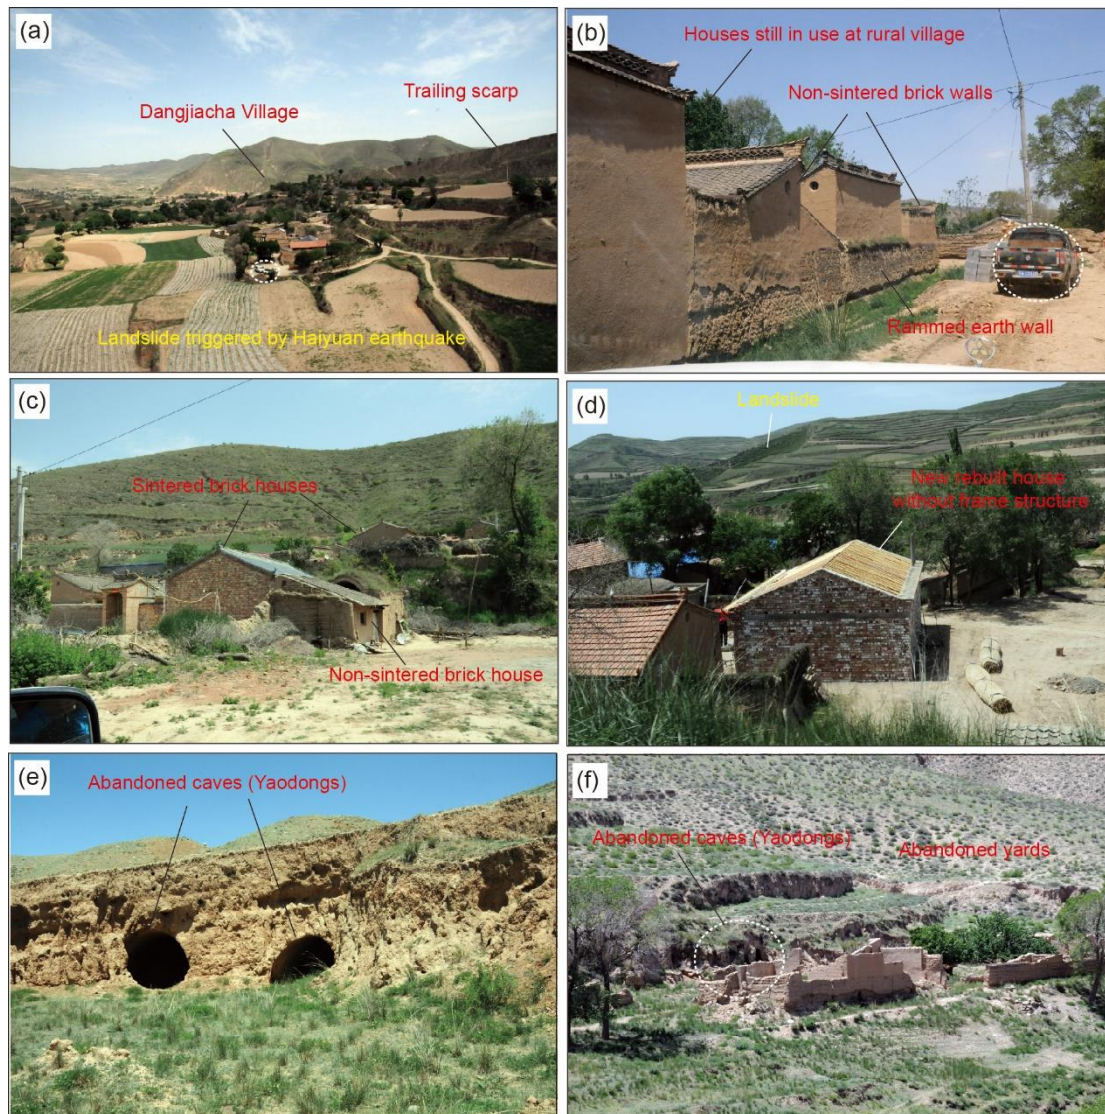 (a)
Trailing scarp
Dangjiacha Village
Landslide triggered by Haiyuan earthquake
(b)
Houses still in use at rural village
Non-sintered brick walls
Rammed earth wall
(c)
Sintered brick houses
Non-sintered brick house
(d)
Landslide
New rebuilt house
without frame structure
(e)
Abandoned caves (Yaodongs)
(f)
Abandoned caves (Yaodongs)
Abandoned yards